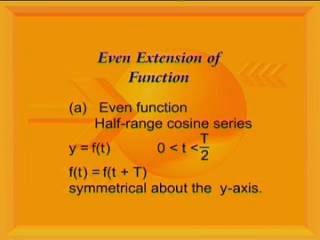 Even Extension of
Function
(a) Even function
Half-range cosine series
y = f(t) 0 < t < T/2
f(t) = f(t + T)
symmetrical about the y-axis.